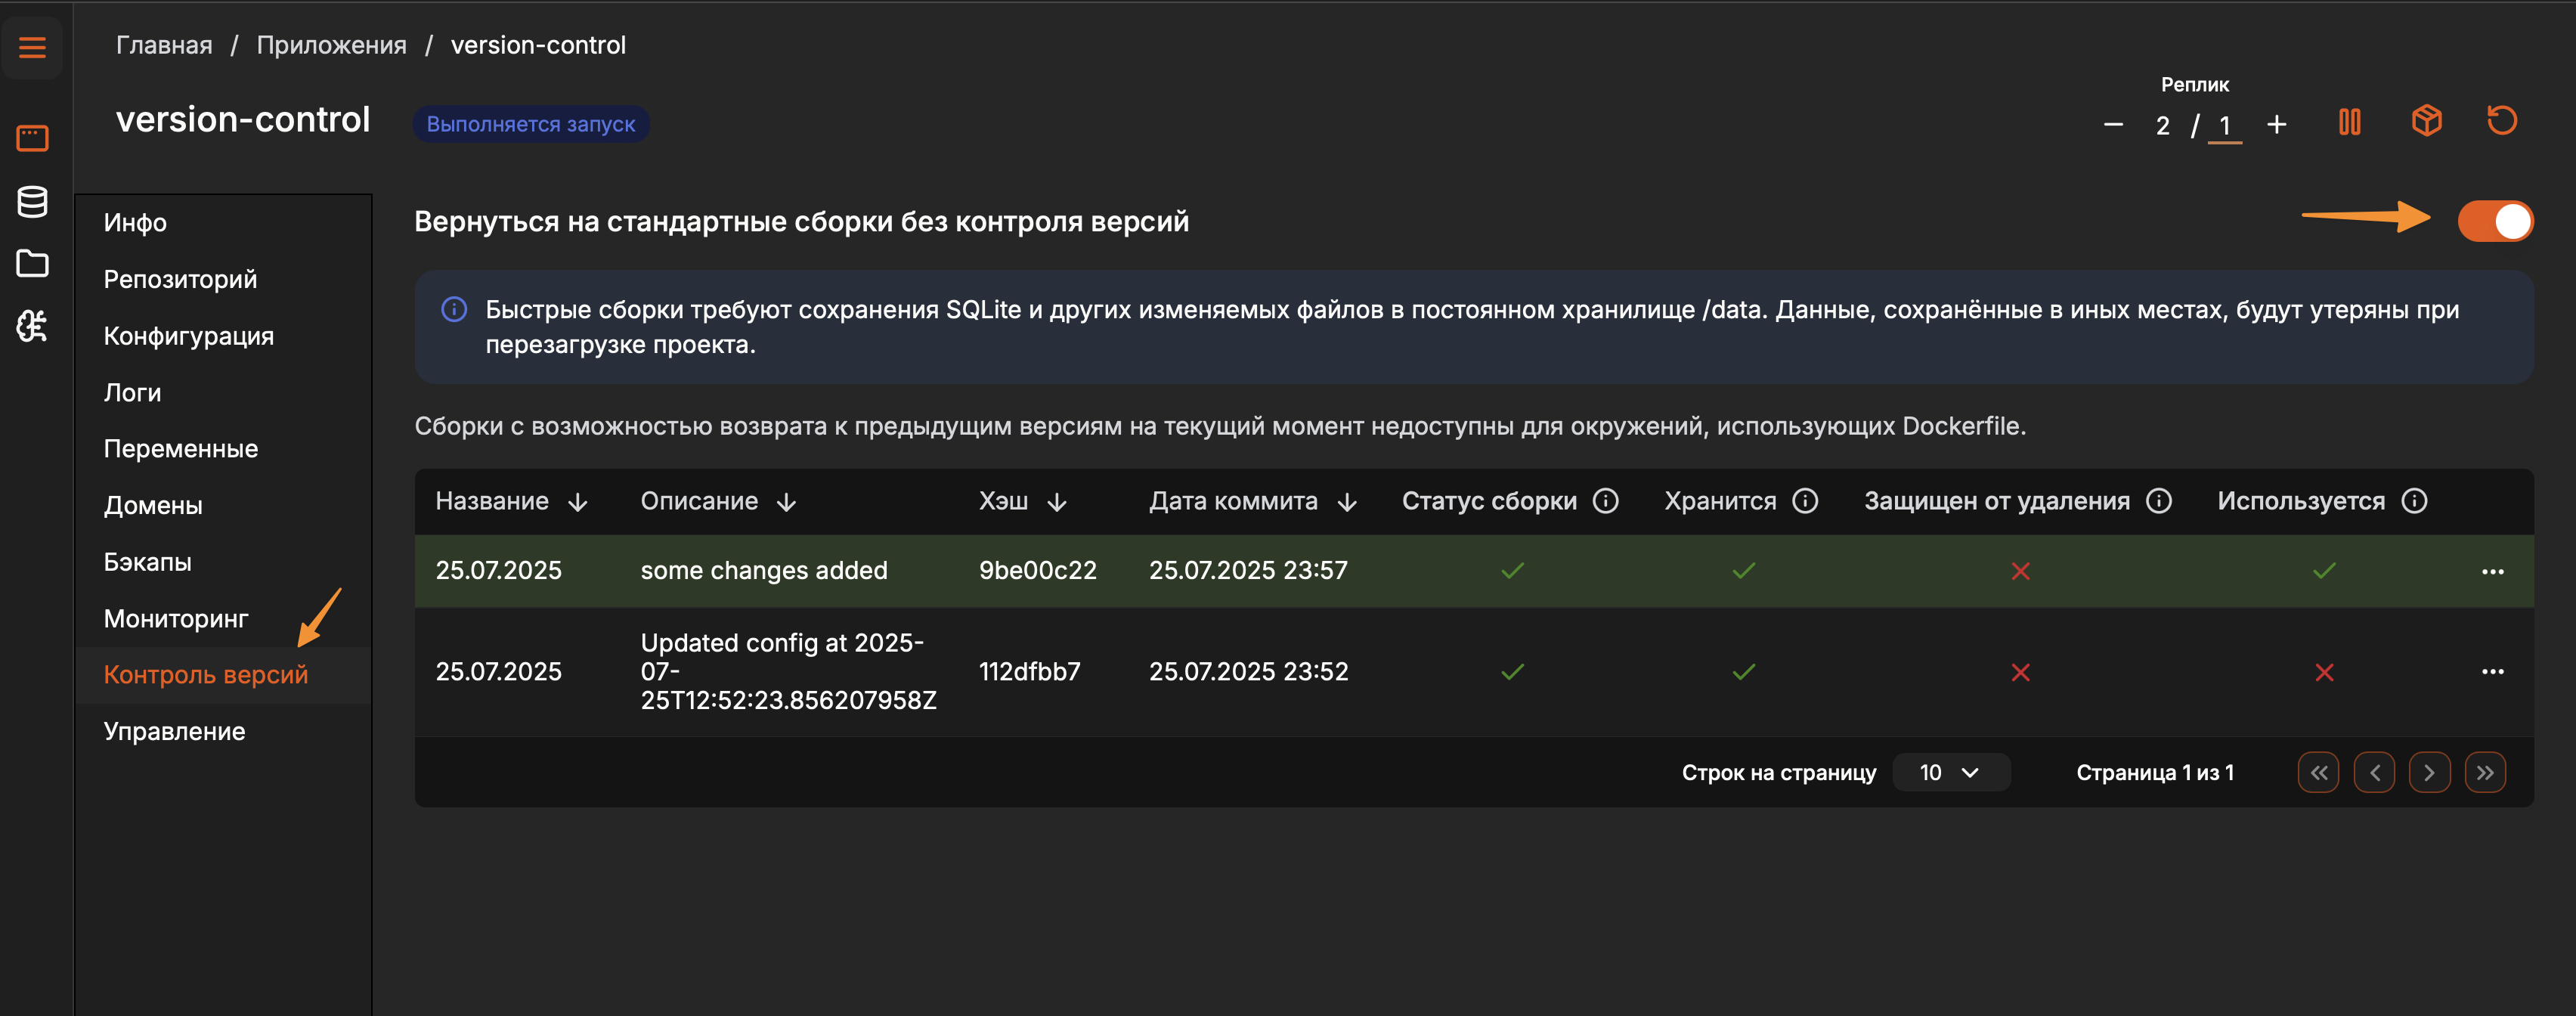 Главная / Приложения / version-control
Реплик
version-control
Выполняется запуск
− 2 / 1 +
Инфо
Репозиторий
Конфигурация
Логи
Переменные
Домены
Бэкапы
Мониторинг
Контроль версий
Управление
Вернуться на стандартные сборки без контроля версий
Быстрые сборки требуют сохранения SQLite и других изменяемых файлов в постоянном хранилище /data. Данные, сохранённые в иных местах, будут утеряны при
перезагрузке проекта.
Сборки с возможностью возврата к предыдущим версиям на текущий момент недоступны для окружений, использующих Dockerfile.
Название Описание Хэш Дата коммита Статус сборки Хранится Защищен от удаления Используется
25.07.2025 some changes added 9be00c22 25.07.2025 23:57
Updated config at 2025-
25.07.2025 07- 112dfbb7 25.07.2025 23:52
25T12:52:23.856207958Z
Строк на страницу 10 Страница 1 из 1